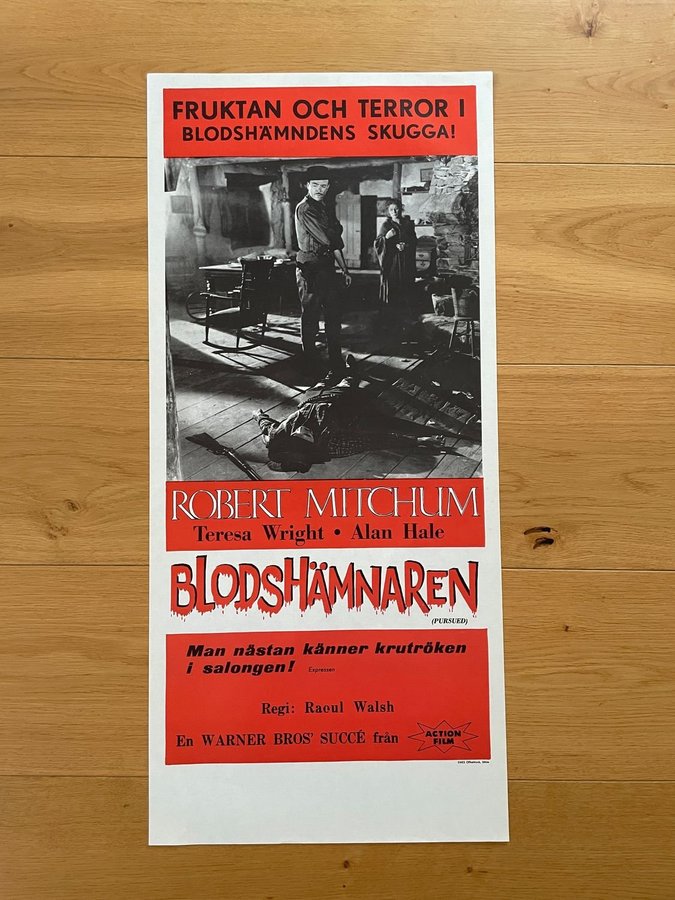 FRUKTAN OCH TERROR I
BLODSHÄMNDENS SKUGGA!
ROBERT MITCHUM
Teresa Wright • Alan Hale
BLODSHÄMNAREN
(PURSUED)
Man nästan känner krutröken
i salongen! Expressen
Regi: Raoul Walsh
En WARNER BROS' SUCCÉ från
ACTION
FILM